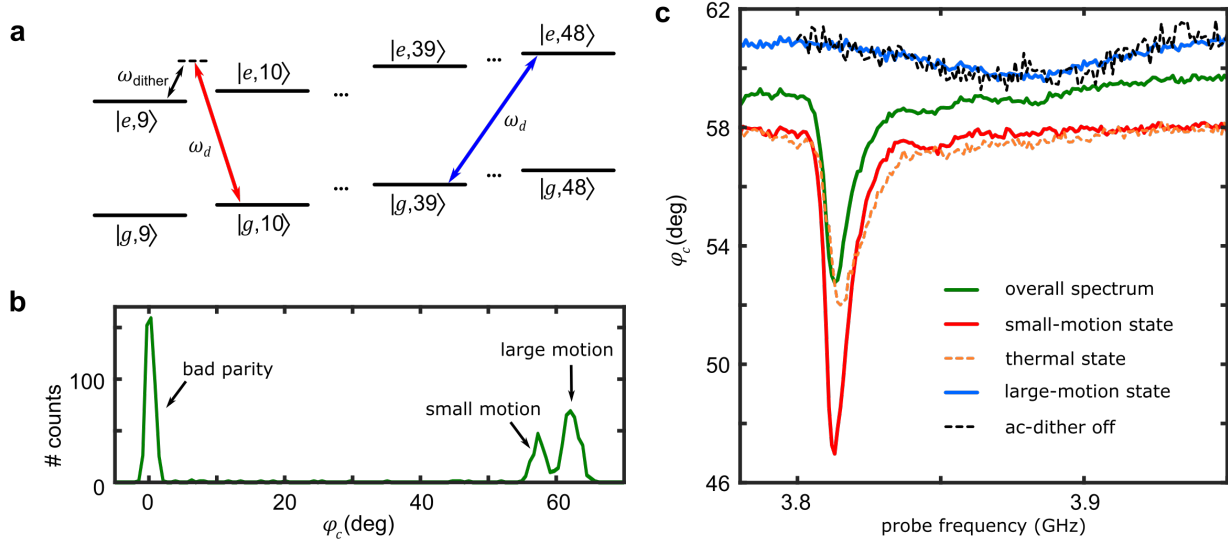 a
|e,48⟩
|e,39⟩
...
ω_dither
|e,10⟩
...
|e,9⟩
ω_d
ω_d
...
...
|g,9⟩
|g,10⟩
|g,39⟩
|g,48⟩
b
# counts
100
0
bad parity
small motion
large motion
0
20
40
60
φ_c(deg)
c
φ_c(deg)
62
58
54
50
46
overall spectrum
small-motion state
thermal state
large-motion state
ac-dither off
3.8
3.9
probe frequency (GHz)